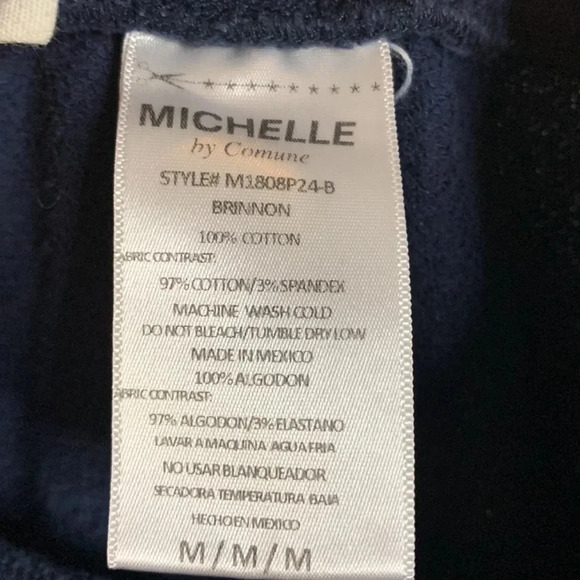 MICHELLE
by Comune
STYLE# M1808P24-B
BRINNON
100% COTTON
ABRIC CONTRAST:
97% COTTON/3% SPANDEX
MACHINE WASH COLD
DO NOT BLEACH/TUMBLE DRY LOW
MADE IN MEXICO
100% ALGODON
ABRIC CONTRAST:
97% ALGODON/3% ELASTANO
LAVAR A MAQUINA AGUA FRIA
NO USAR BLANQUEADOR
SECADORA TEMPERATURA BAJA
HECHO EN MEXICO
M/M/M